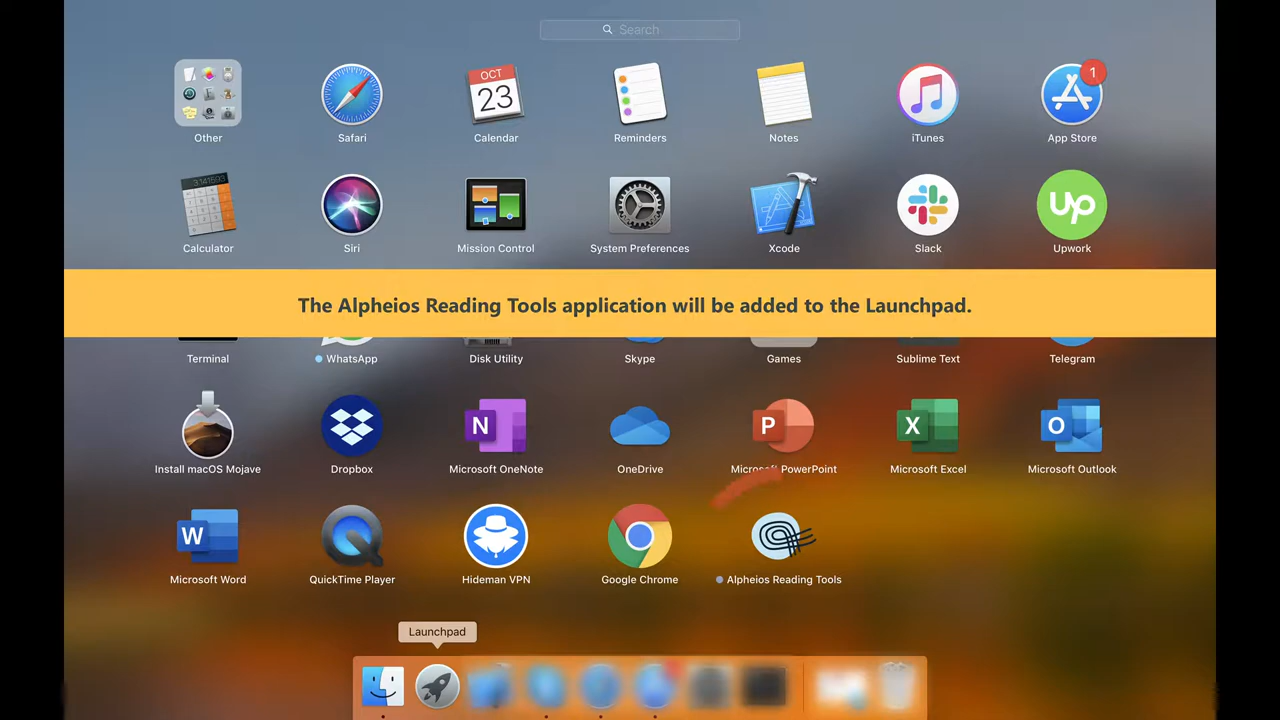 Search
OCT
23
1
Other
Safari
Calendar
Reminders
Notes
iTunes
App Store
3.141593
Up
Calculator
Siri
Mission Control
System Preferences
Xcode
Slack
Upwork
The Alpheios Reading Tools application will be added to the Launchpad.
Terminal
WhatsApp
Disk Utility
Skype
Games
Sublime Text
Telegram
N
P
X
O
Install macOS Mojave
Dropbox
Microsoft OneNote
OneDrive
Microsoft PowerPoint
Microsoft Excel
Microsoft Outlook
W
Microsoft Word
QuickTime Player
Hideman VPN
Google Chrome
Alpheios Reading Tools
Launchpad